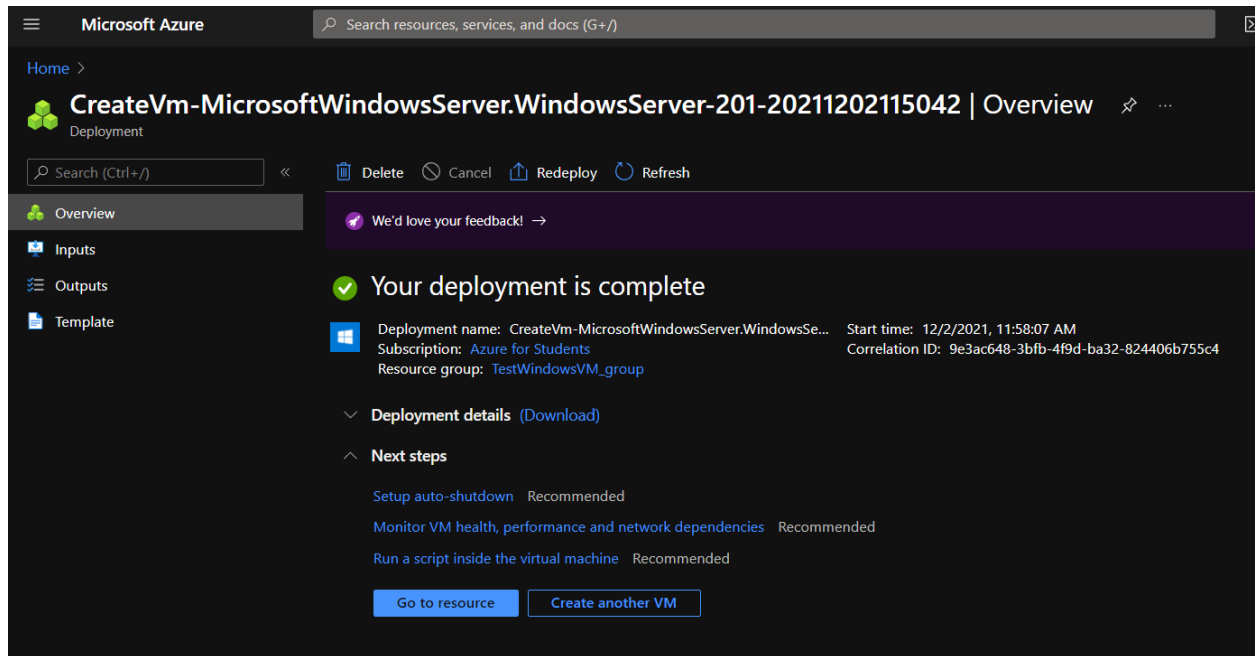 Microsoft Azure
Search resources, services, and docs (G+/)
Home >
CreateVm-MicrosoftWindowsServer.WindowsServer-201-20211202115042 | Overview ...
Deployment
Search (Ctrl+/) «
Delete Cancel Redeploy Refresh
Overview
We'd love your feedback! →
Inputs
Outputs
Your deployment is complete
Template
Deployment name: CreateVm-MicrosoftWindowsServer.WindowsSe... Start time: 12/2/2021, 11:58:07 AM
Subscription: Azure for Students Correlation ID: 9e3ac648-3bfb-4f9d-ba32-824406b755c4
Resource group: TestWindowsVM_group
Deployment details (Download)
Next steps
Setup auto-shutdown Recommended
Monitor VM health, performance and network dependencies Recommended
Run a script inside the virtual machine Recommended
Go to resource Create another VM